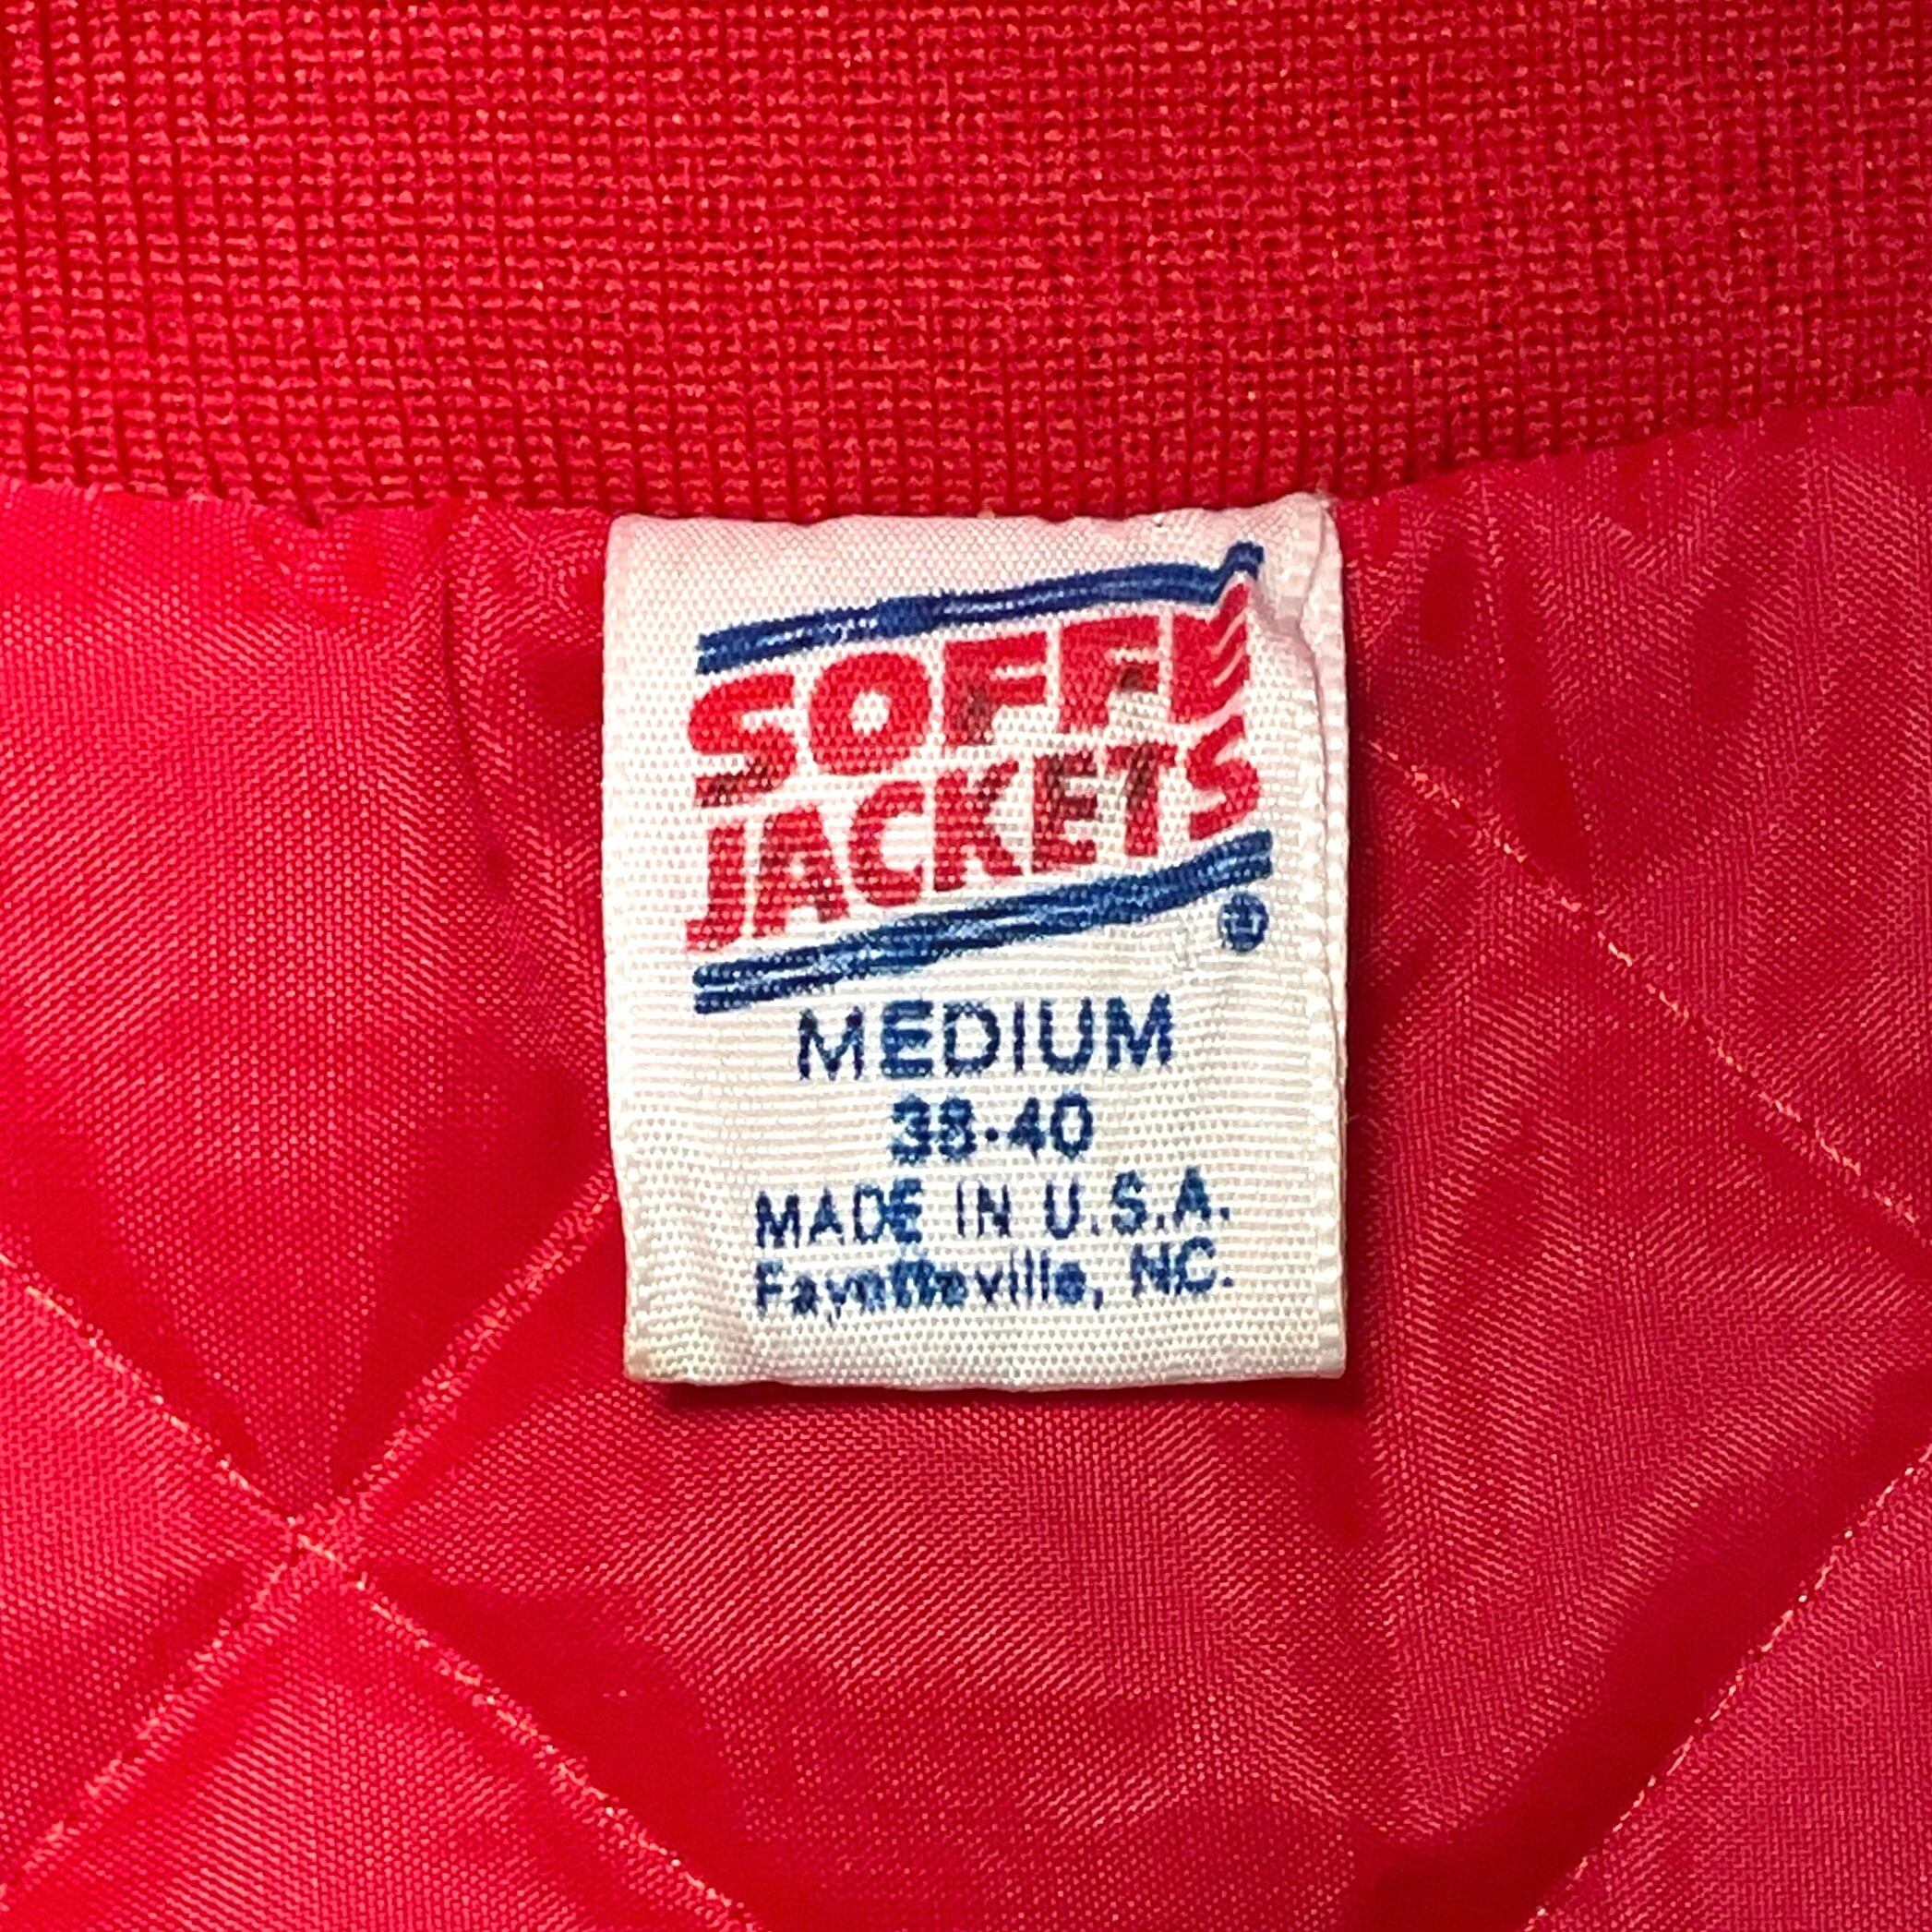 SOFFE
JACKETS
®
MEDIUM
38-40
MADE IN U.S.A.
Fayetteville, NC.